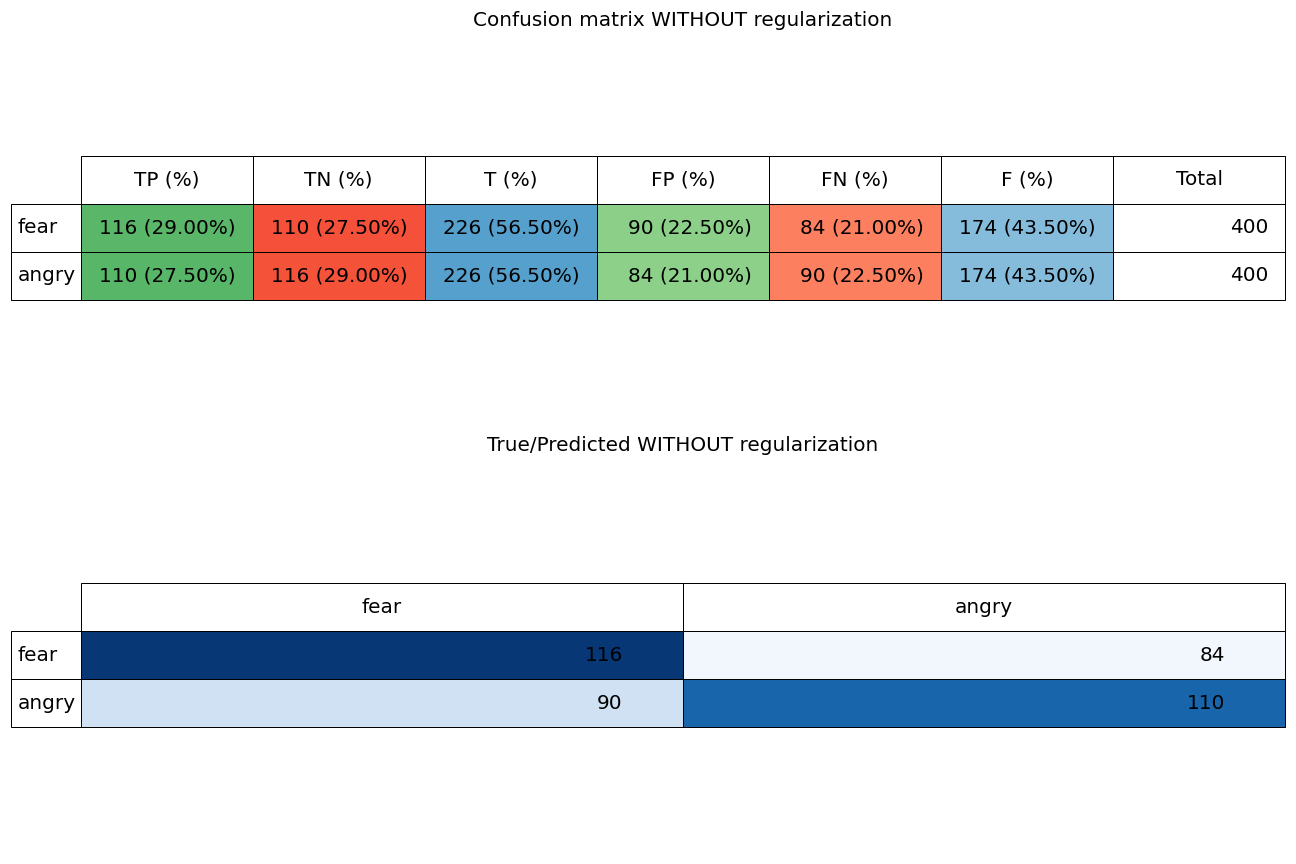 Confusion matrix WITHOUT regularization
TP (%) TN (%) T (%) FP (%) FN (%) F (%) Total
fear 116 (29.00%) 110 (27.50%) 226 (56.50%) 90 (22.50%) 84 (21.00%) 174 (43.50%) 400
angry 110 (27.50%) 116 (29.00%) 226 (56.50%) 84 (21.00%) 90 (22.50%) 174 (43.50%) 400
True/Predicted WITHOUT regularization
fear angry
fear 116 84
angry 90 110